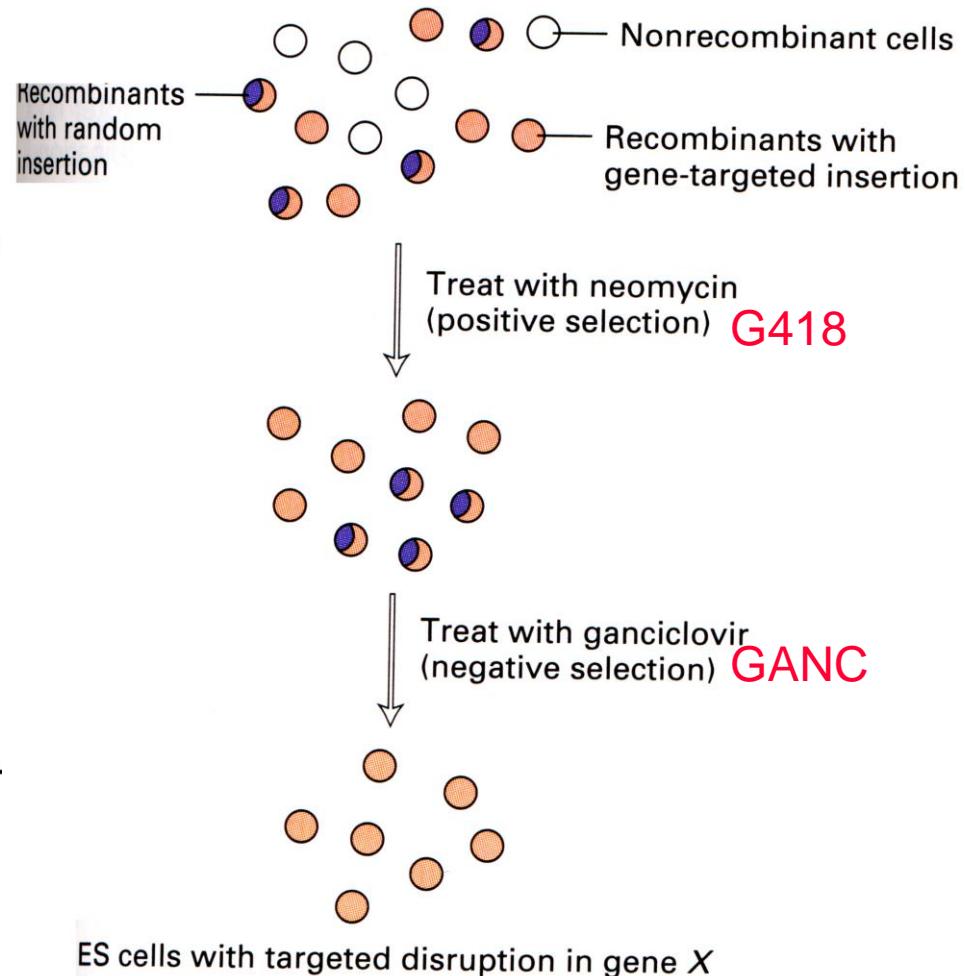 Nonrecombinant cells
Recombinants
with random
insertion
Recombinants with
gene-targeted insertion
Treat with neomycin
(positive selection) G418
Treat with ganciclovir
(negative selection) GANC
ES cells with targeted disruption in gene X